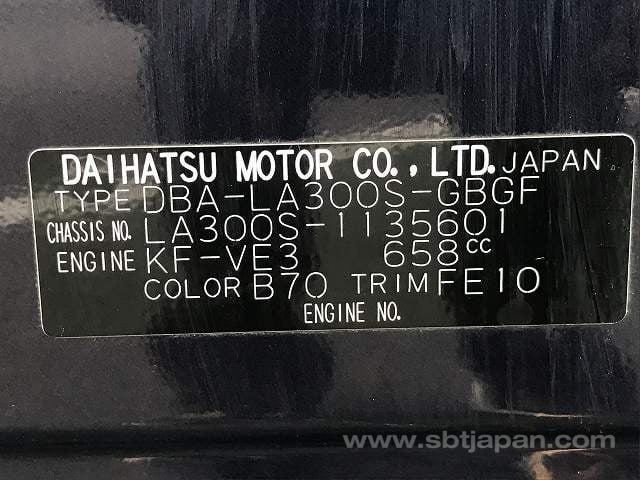 DAIHATSU MOTOR CO., LTD. JAPAN
TYPE DBA-LA300S-GBGF
CHASSIS NO. LA300S-1135601
ENGINE KF-VE3 658cc
COLOR B70 TRIM FE10
ENGINE NO.
www.sbtjapan.com